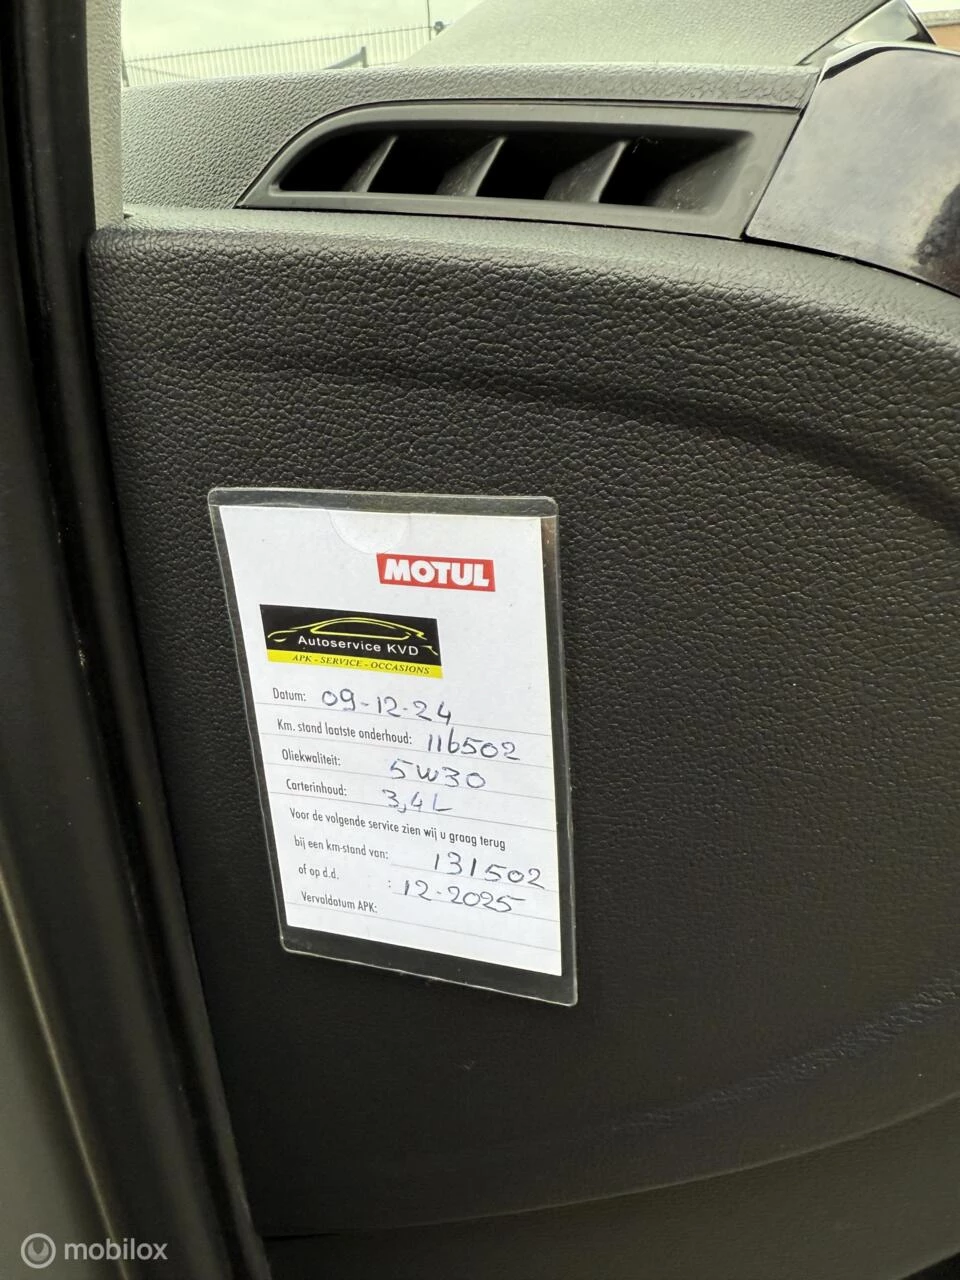 MOTUL
Autoservice KVD
APK - SERVICE - OCCASIONS
Datum: 09-12-24
Km. stand laatste onderhoud: 116502
Oliekwaliteit: 5W30
Carterinhoud: 3,4L
Voor de volgende service zien wij u graag terug
bij een km-stand van: 131502
of op d.d. : 12-2025
Vervaldatum APK:
mobilox